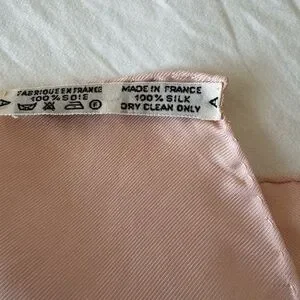 FABRIQUE EN FRANCE
100% SOIE
MADE IN FRANCE
100% SILK
DRY CLEAN ONLY
A
A